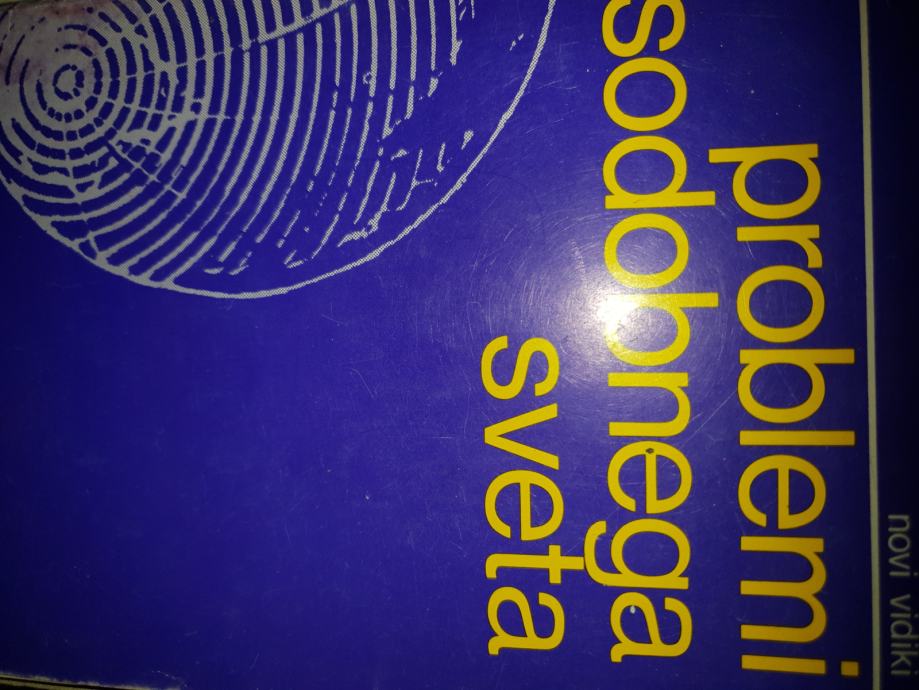 novi vidiki
problemi
sodobnega
sveta